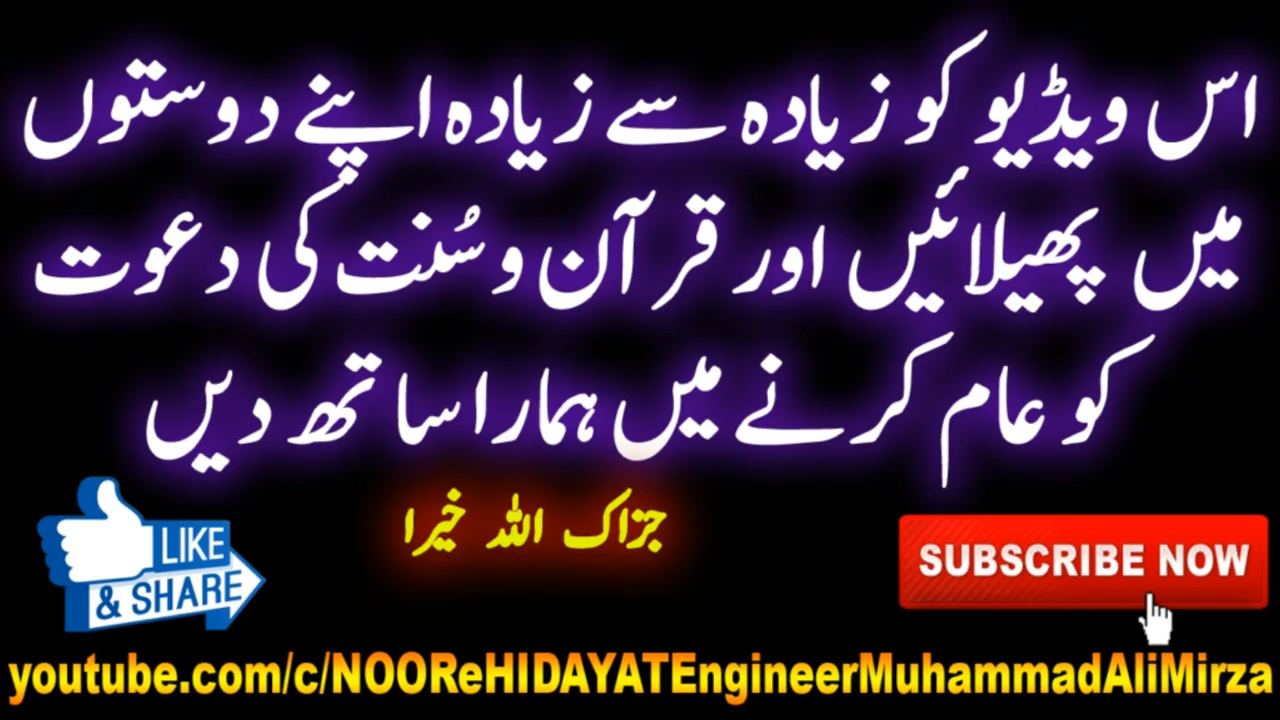 اس ویڈیو کو زیادہ سے زیادہ اپنے دوستوں
میں پھیلائیں اور قرآن و سُنت کی دعوت
کو عام کرنے میں ہمارا ساتھ دیں
جزاک اللہ خیرا
LIKE
& SHARE
SUBSCRIBE NOW
youtube.com/c/NOOReHIDAYATEngineerMuhammadAliMirza